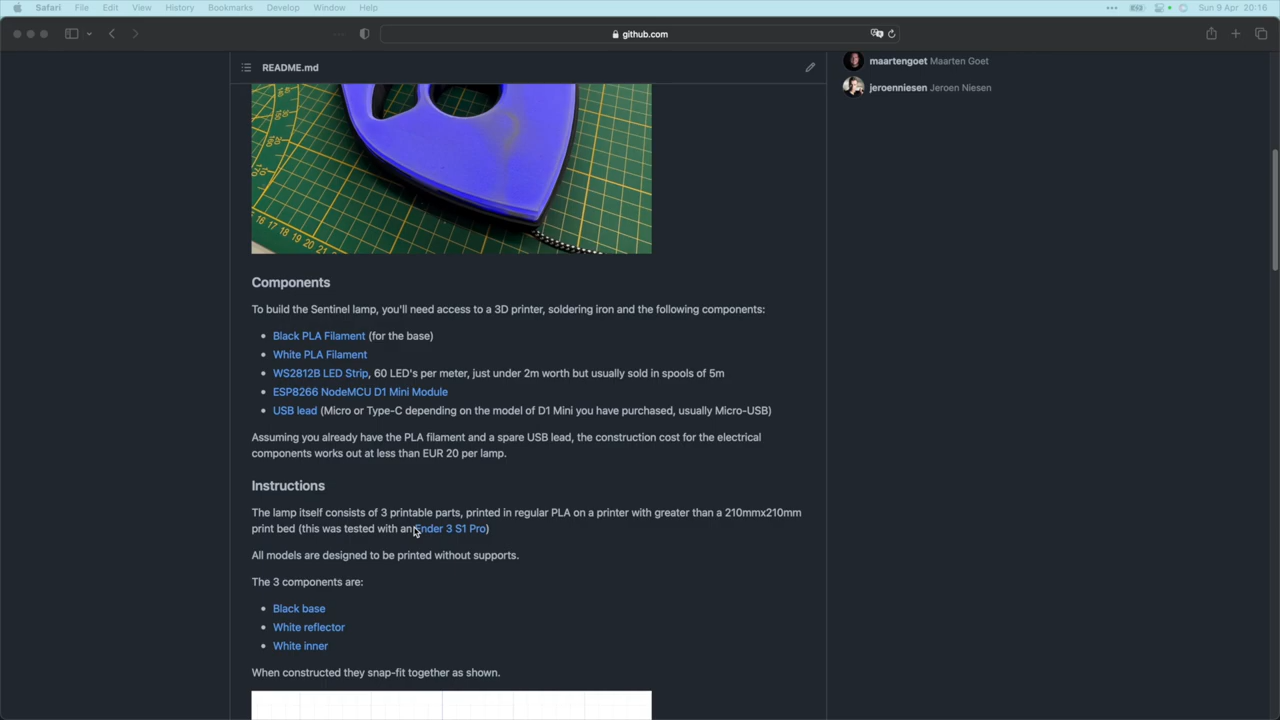 Safari File Edit View History Bookmarks Develop Window Help Sun 9 Apr 20:16
github.com
README.md
maartengoet Maarten Goet
jeroenniesen Jeroen Niesen
Components
To build the Sentinel lamp, you'll need access to a 3D printer, soldering iron and the following components:
Black PLA Filament (for the base)
White PLA Filament
WS2812B LED Strip, 60 LED's per meter, just under 2m worth but usually sold in spools of 5m
ESP8266 NodeMCU D1 Mini Module
USB lead (Micro or Type-C depending on the model of D1 Mini you have purchased, usually Micro-USB)
Assuming you already have the PLA filament and a spare USB lead, the construction cost for the electrical
components works out at less than EUR 20 per lamp.
Instructions
The lamp itself consists of 3 printable parts, printed in regular PLA on a printer with greater than a 210mmx210mm
print bed (this was tested with an Ender 3 S1 Pro)
All models are designed to be printed without supports.
The 3 components are:
Black base
White reflector
White inner
When constructed they snap-fit together as shown.